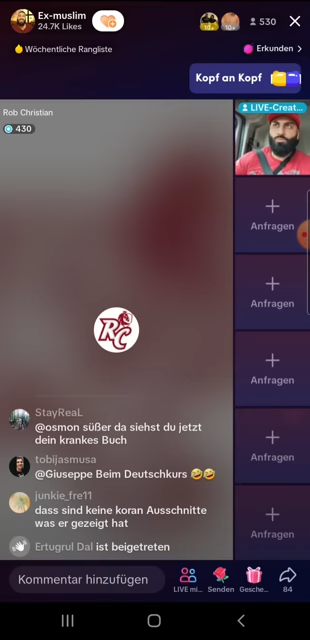 Ex-muslim
24.7K Likes
530
Wöchentliche Rangliste
Erkunden
Kopf an Kopf
Rob Christian
430
LIVE-Creat...
Anfragen
Anfragen
Anfragen
Anfragen
Anfragen
RC
StayReaL
@osmon süßer da siehst du jetzt
dein krankes Buch
tobijasmusa
@Giuseppe Beim Deutschkurs 🤣🤣
junkie_fre11
dass sind keine koran Ausschnitte
was er gezeigt hat
Ertugrul Dal ist beigetreten
Kommentar hinzufügen
LIVE mi...
Senden
Gesche...
84